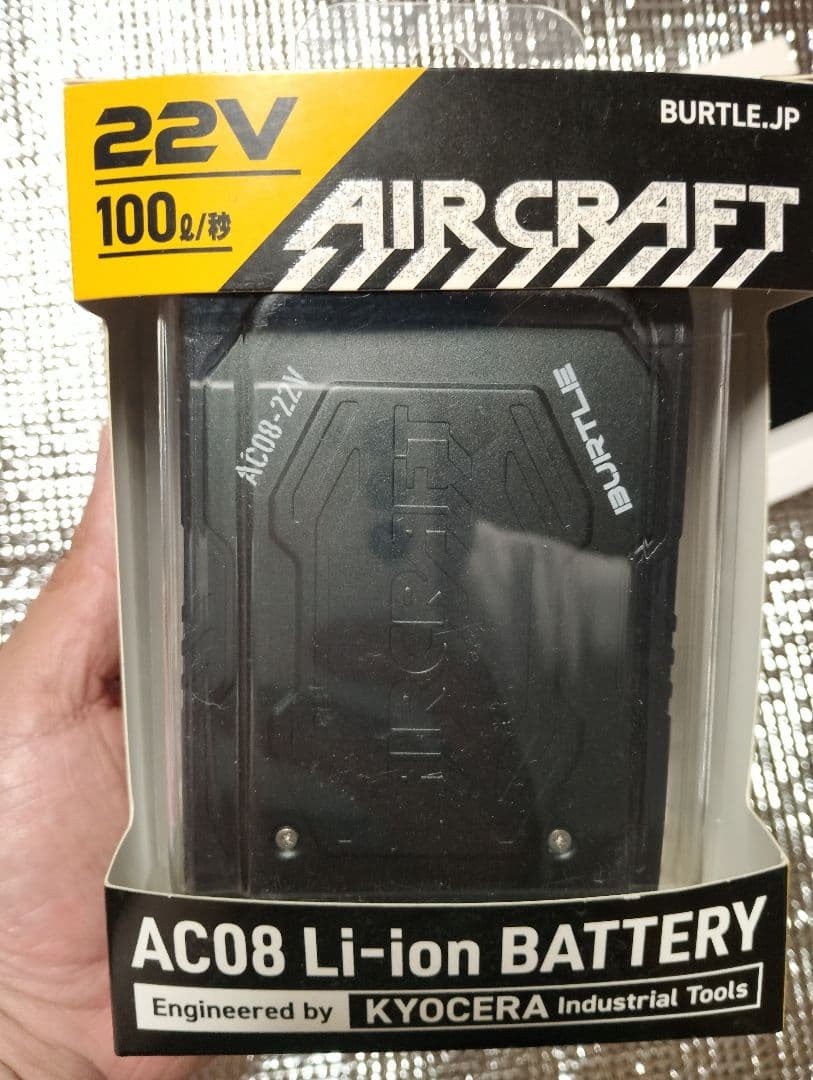 22V
BURTLE.JP
100ℓ/秒
AIRCRAFT
AC08-22V
BURTLE
AIRCRAFT
AC08 Li-ion BATTERY
Engineered by KYOCERA Industrial Tools